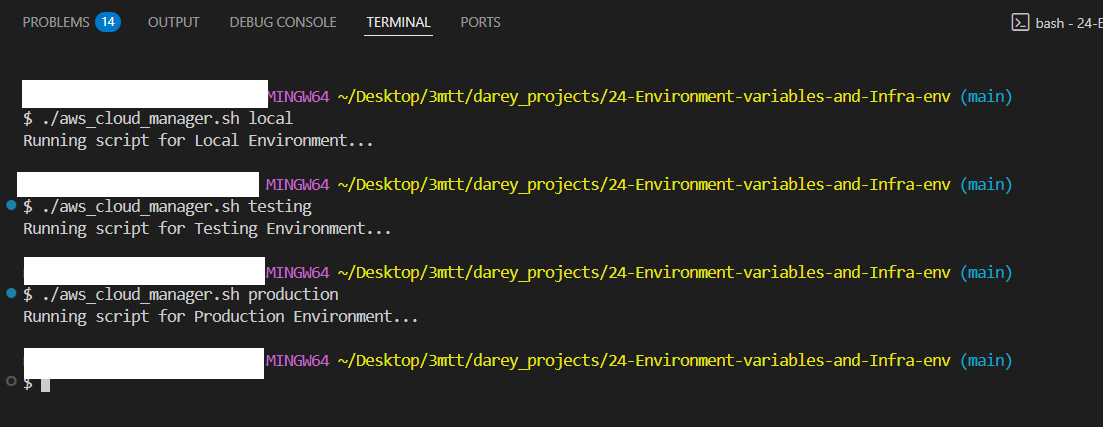 PROBLEMS 14 OUTPUT DEBUG CONSOLE TERMINAL PORTS bash - 24-E
MINGW64 ~/Desktop/3mtt/darey_projects/24-Environment-variables-and-Infra-env (main)
$ ./aws_cloud_manager.sh local
Running script for Local Environment...
MINGW64 ~/Desktop/3mtt/darey_projects/24-Environment-variables-and-Infra-env (main)
$ ./aws_cloud_manager.sh testing
Running script for Testing Environment...
MINGW64 ~/Desktop/3mtt/darey_projects/24-Environment-variables-and-Infra-env (main)
$ ./aws_cloud_manager.sh production
Running script for Production Environment...
MINGW64 ~/Desktop/3mtt/darey_projects/24-Environment-variables-and-Infra-env (main)
$